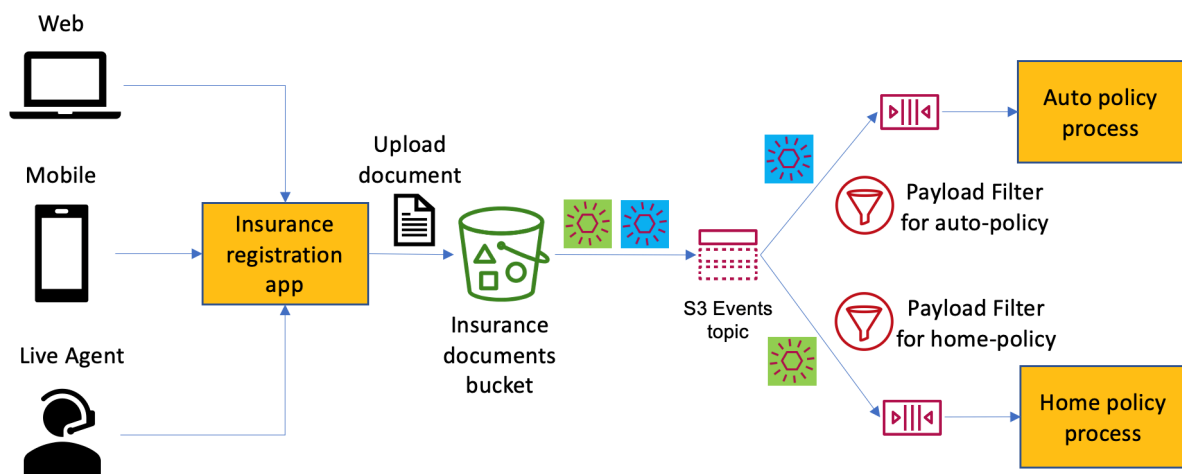 Web
Mobile
Live Agent
Insurance
registration
app
Upload
document
Insurance
documents
bucket
S3 Events
topic
Payload Filter
for auto-policy
Payload Filter
for home-policy
Auto policy
process
Home policy
process